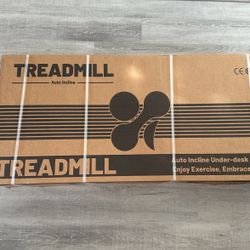 TREADMILL
Auto Incline
CE
TREADMILL
Auto Incline Under-desk
Enjoy Exercise, Embrace